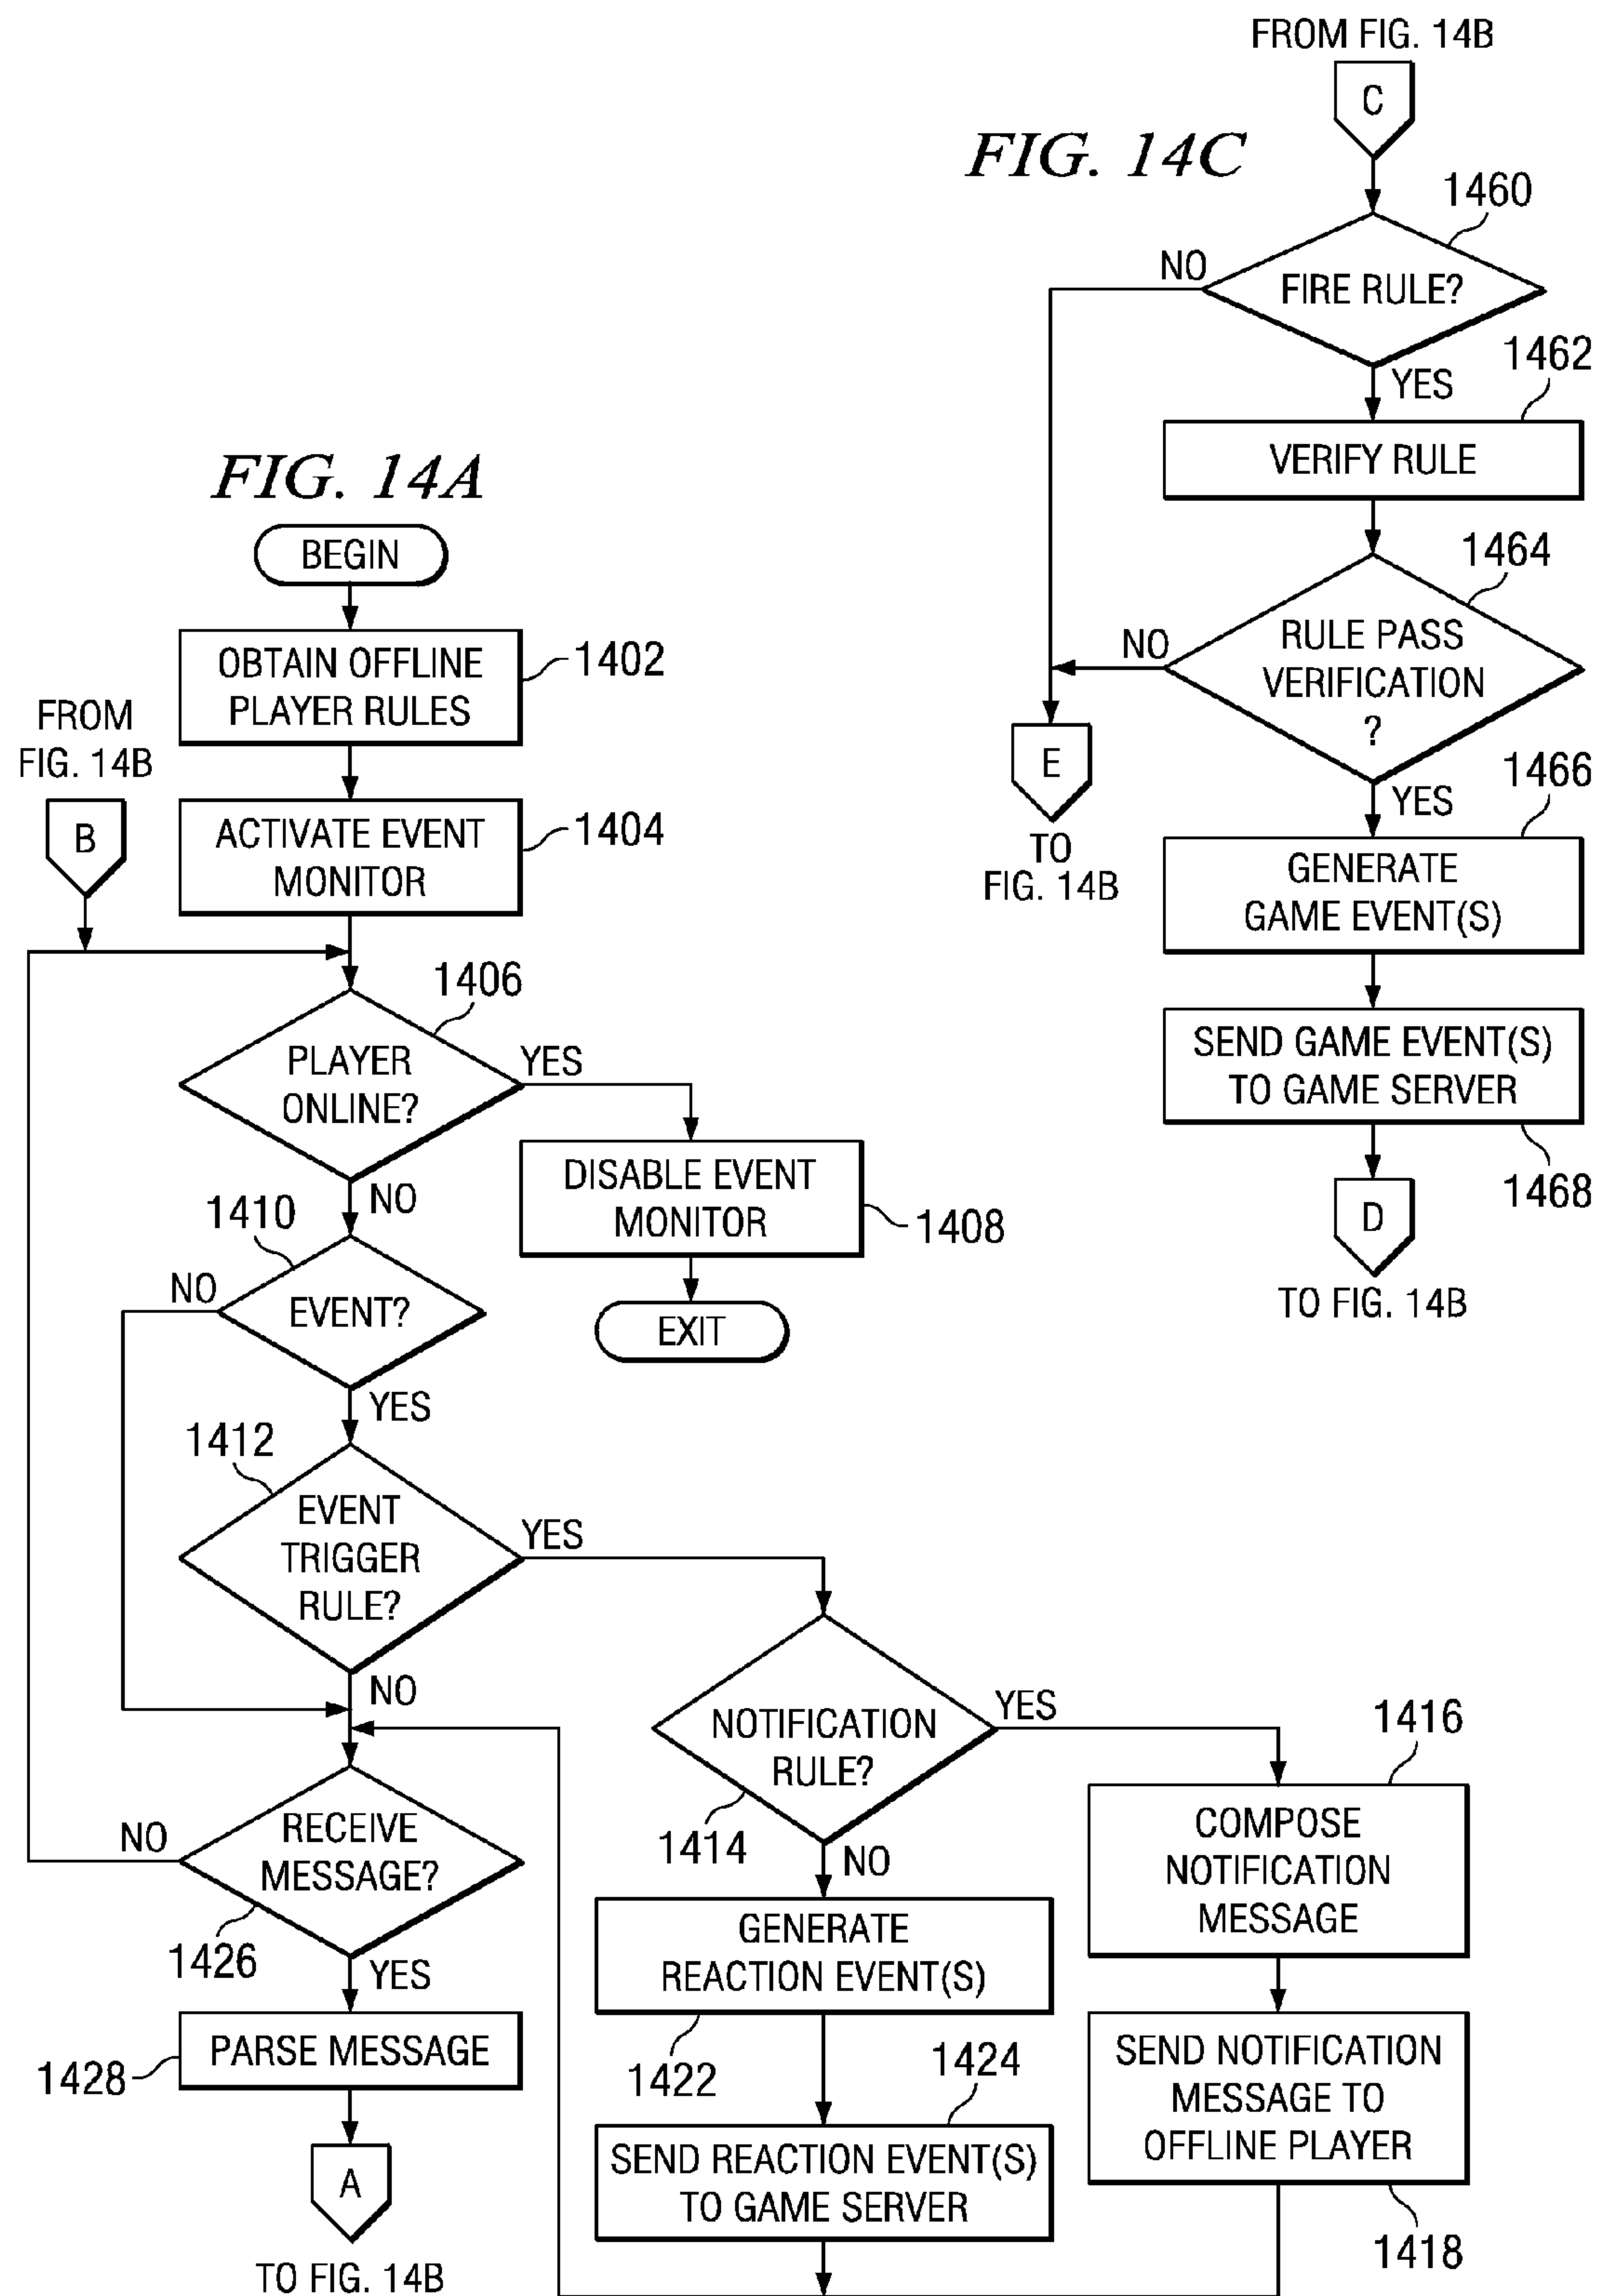 FIG. 14A
BEGIN
OBTAIN OFFLINE
PLAYER RULES
1402
FROM
FIG. 14B
B
ACTIVATE EVENT
MONITOR
1404
1406
PLAYER
ONLINE?
YES
NO
DISABLE EVENT
MONITOR
1408
EXIT
1410
EVENT?
NO
YES
1412
EVENT
TRIGGER
RULE?
YES
NO
NOTIFICATION
RULE?
1414
YES
NO
1416
COMPOSE
NOTIFICATION
MESSAGE
SEND NOTIFICATION
MESSAGE TO
OFFLINE PLAYER
1418
GENERATE
REACTION EVENT(S)
1422
1424
SEND REACTION EVENT(S)
TO GAME SERVER
RECEIVE
MESSAGE?
NO
1426
YES
PARSE MESSAGE
1428
A
TO FIG. 14B
FIG. 14C
FROM FIG. 14B
C
1460
FIRE RULE?
NO
YES
1462
VERIFY RULE
1464
RULE PASS
VERIFICATION
?
NO
YES
E
TO
FIG. 14B
1466
GENERATE
GAME EVENT(S)
SEND GAME EVENT(S)
TO GAME SERVER
1468
D
TO FIG. 14B